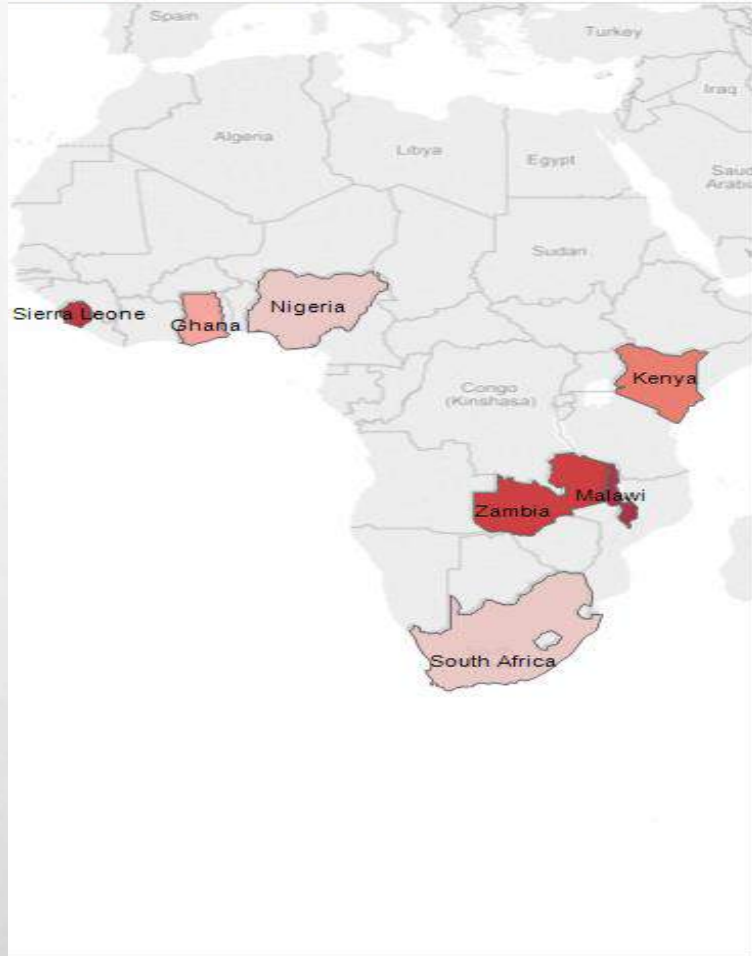 Spain
Turkey
Iraq
Algeria
Libya
Egypt
Saudi
Arabia
Sudan
Sierra Leone
Ghana
Nigeria
Kenya
Congo
(Kinshasa)
Zambia
Malawi
South Africa